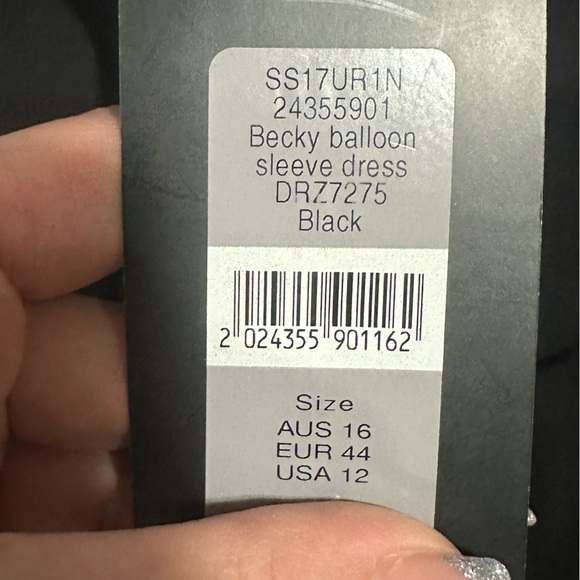 SS17UR1N
24355901
Becky balloon
sleeve dress
DRZ7275
Black
2 024355 901162
Size
AUS 16
EUR 44
USA 12